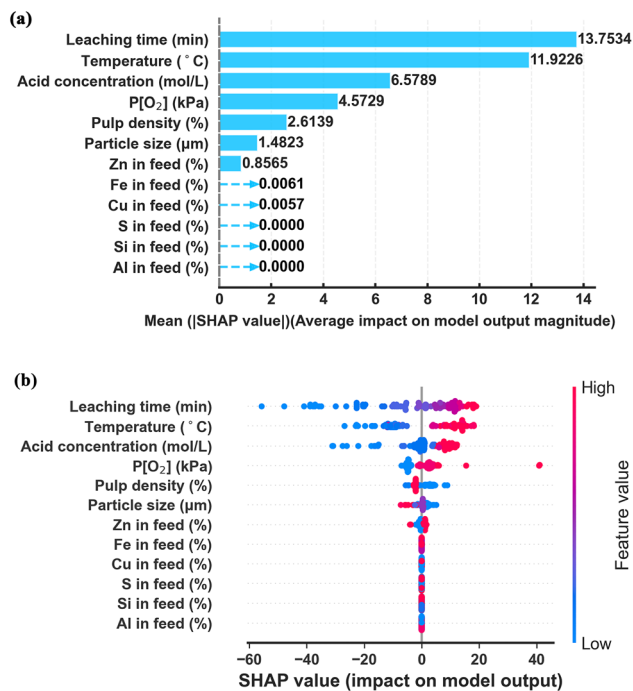 (a)
Leaching time (min) 13.7534
Temperature (°C) 11.9226
Acid concentration (mol/L) 6.5789
P[O₂] (kPa) 4.5729
Pulp density (%) 2.6139
Particle size (μm) 1.4823
Zn in feed (%) 0.8565
Fe in feed (%) 0.0061
Cu in feed (%) 0.0057
S in feed (%) 0.0000
Si in feed (%) 0.0000
Al in feed (%) 0.0000
0 2 4 6 8 10 12 14
Mean (|SHAP value|)(Average impact on model output magnitude)
(b)
High
Leaching time (min)
Temperature (°C)
Acid concentration (mol/L)
P[O₂] (kPa)
Pulp density (%)
Particle size (μm)
Zn in feed (%)
Fe in feed (%)
Cu in feed (%)
S in feed (%)
Si in feed (%)
Al in feed (%)
Feature value
Low
−60 −40 −20 0 20 40
SHAP value (impact on model output)